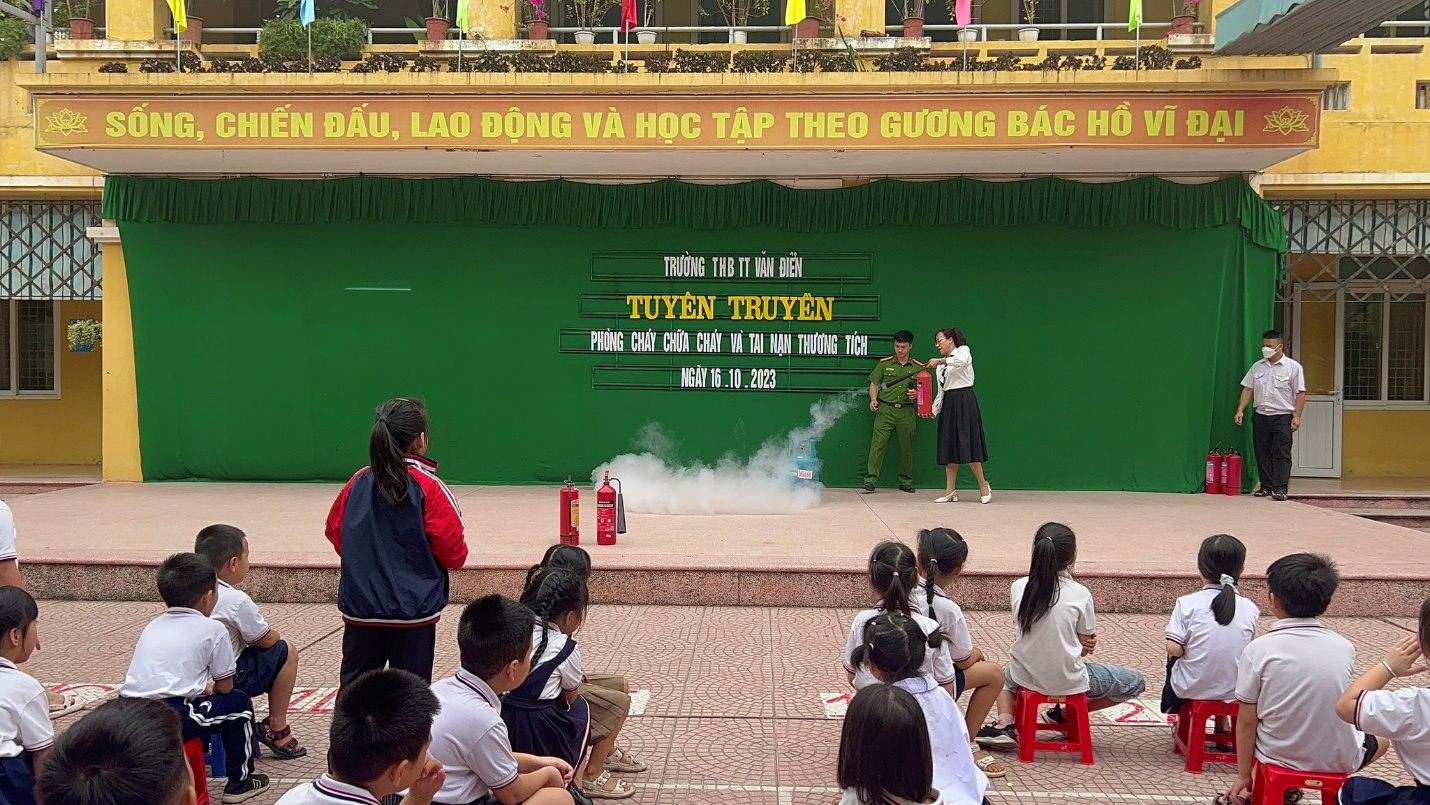 SỐNG, CHIẾN ĐẤU, LAO ĐỘNG VÀ HỌC TẬP THEO GƯƠNG BÁC HỒ VĨ ĐẠI
TRƯỜNG THB TT VĂN ĐIỂN
TUYÊN TRUYỀN
PHÒNG CHÁY CHỮA CHÁY VÀ TAI NẠN THƯƠNG TÍCH
NGÀY 16.10.2023